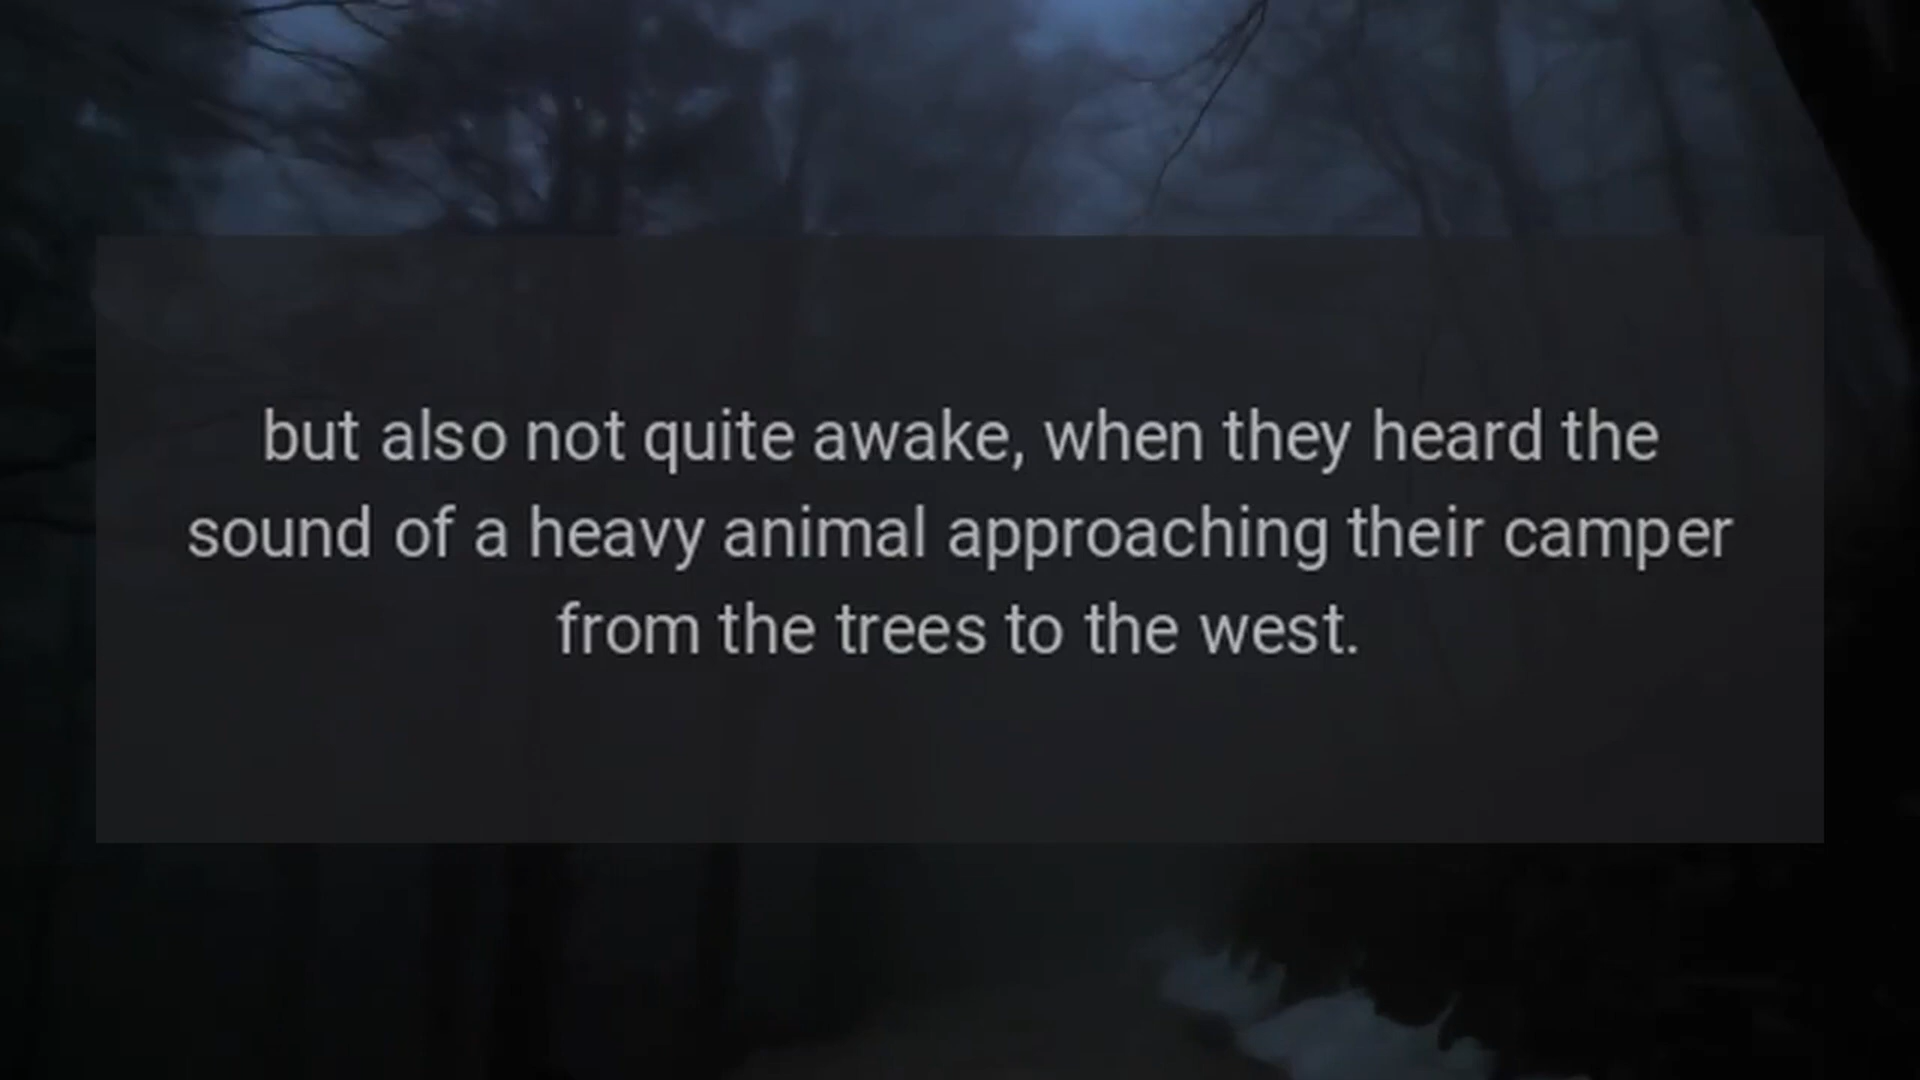 but also not quite awake, when they heard the
sound of a heavy animal approaching their camper
from the trees to the west.